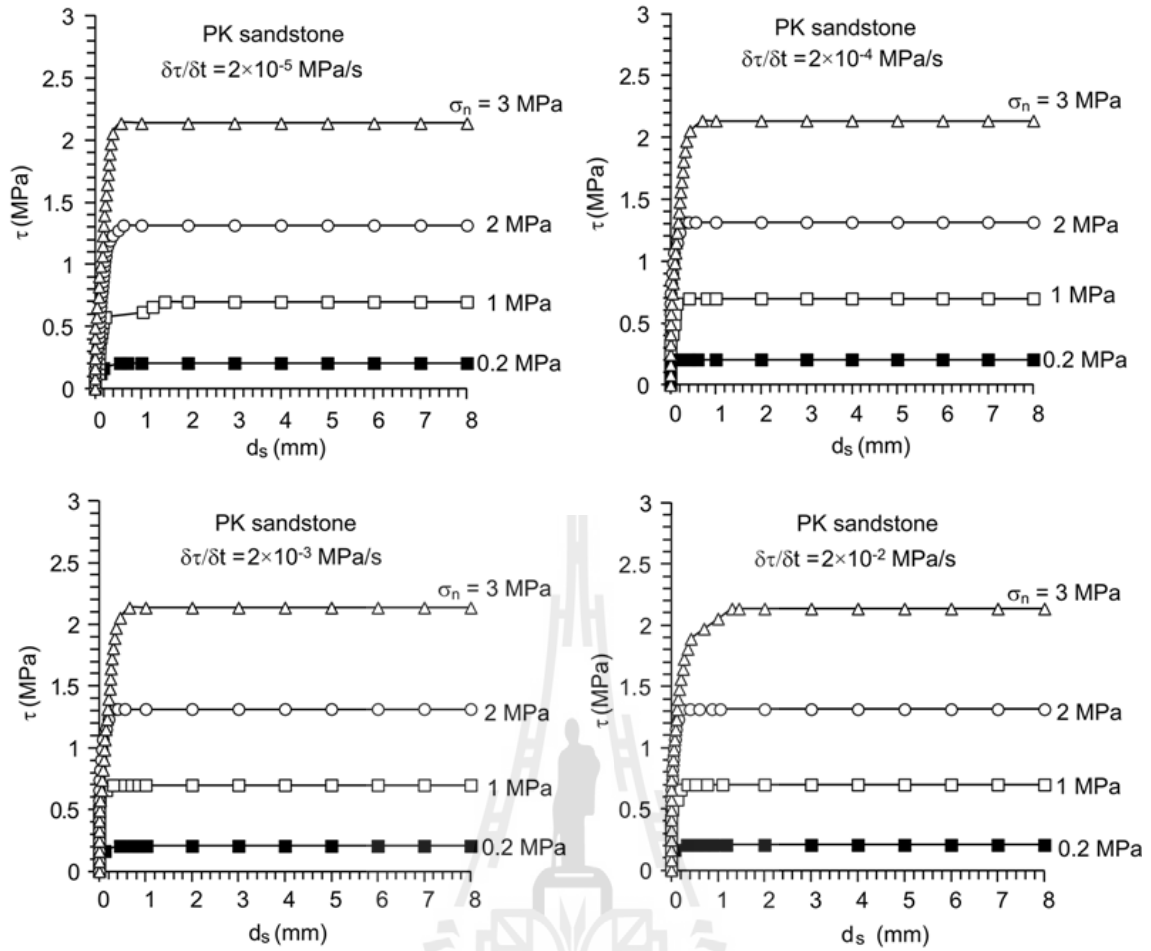 PK sandstone
δτ/δt = 2×10⁻⁵ MPa/s
σn = 3 MPa
2 MPa
1 MPa
0.2 MPa
τ (MPa)
3
2.5
2
1.5
1
0.5
0
0 1 2 3 4 5 6 7 8
ds (mm)
PK sandstone
δτ/δt = 2×10⁻⁴ MPa/s
σn = 3 MPa
2 MPa
1 MPa
0.2 MPa
τ (MPa)
3
2.5
2
1.5
1
0.5
0
0 1 2 3 4 5 6 7 8
ds (mm)
PK sandstone
δτ/δt = 2×10⁻³ MPa/s
σn = 3 MPa
2 MPa
1 MPa
0.2 MPa
τ (MPa)
3
2.5
2
1.5
1
0.5
0
0 1 2 3 4 5 6 7 8
ds (mm)
PK sandstone
δτ/δt = 2×10⁻² MPa/s
σn = 3 MPa
2 MPa
1 MPa
0.2 MPa
τ (MPa)
3
2.5
2
1.5
1
0.5
0
0 1 2 3 4 5 6 7 8
ds (mm)